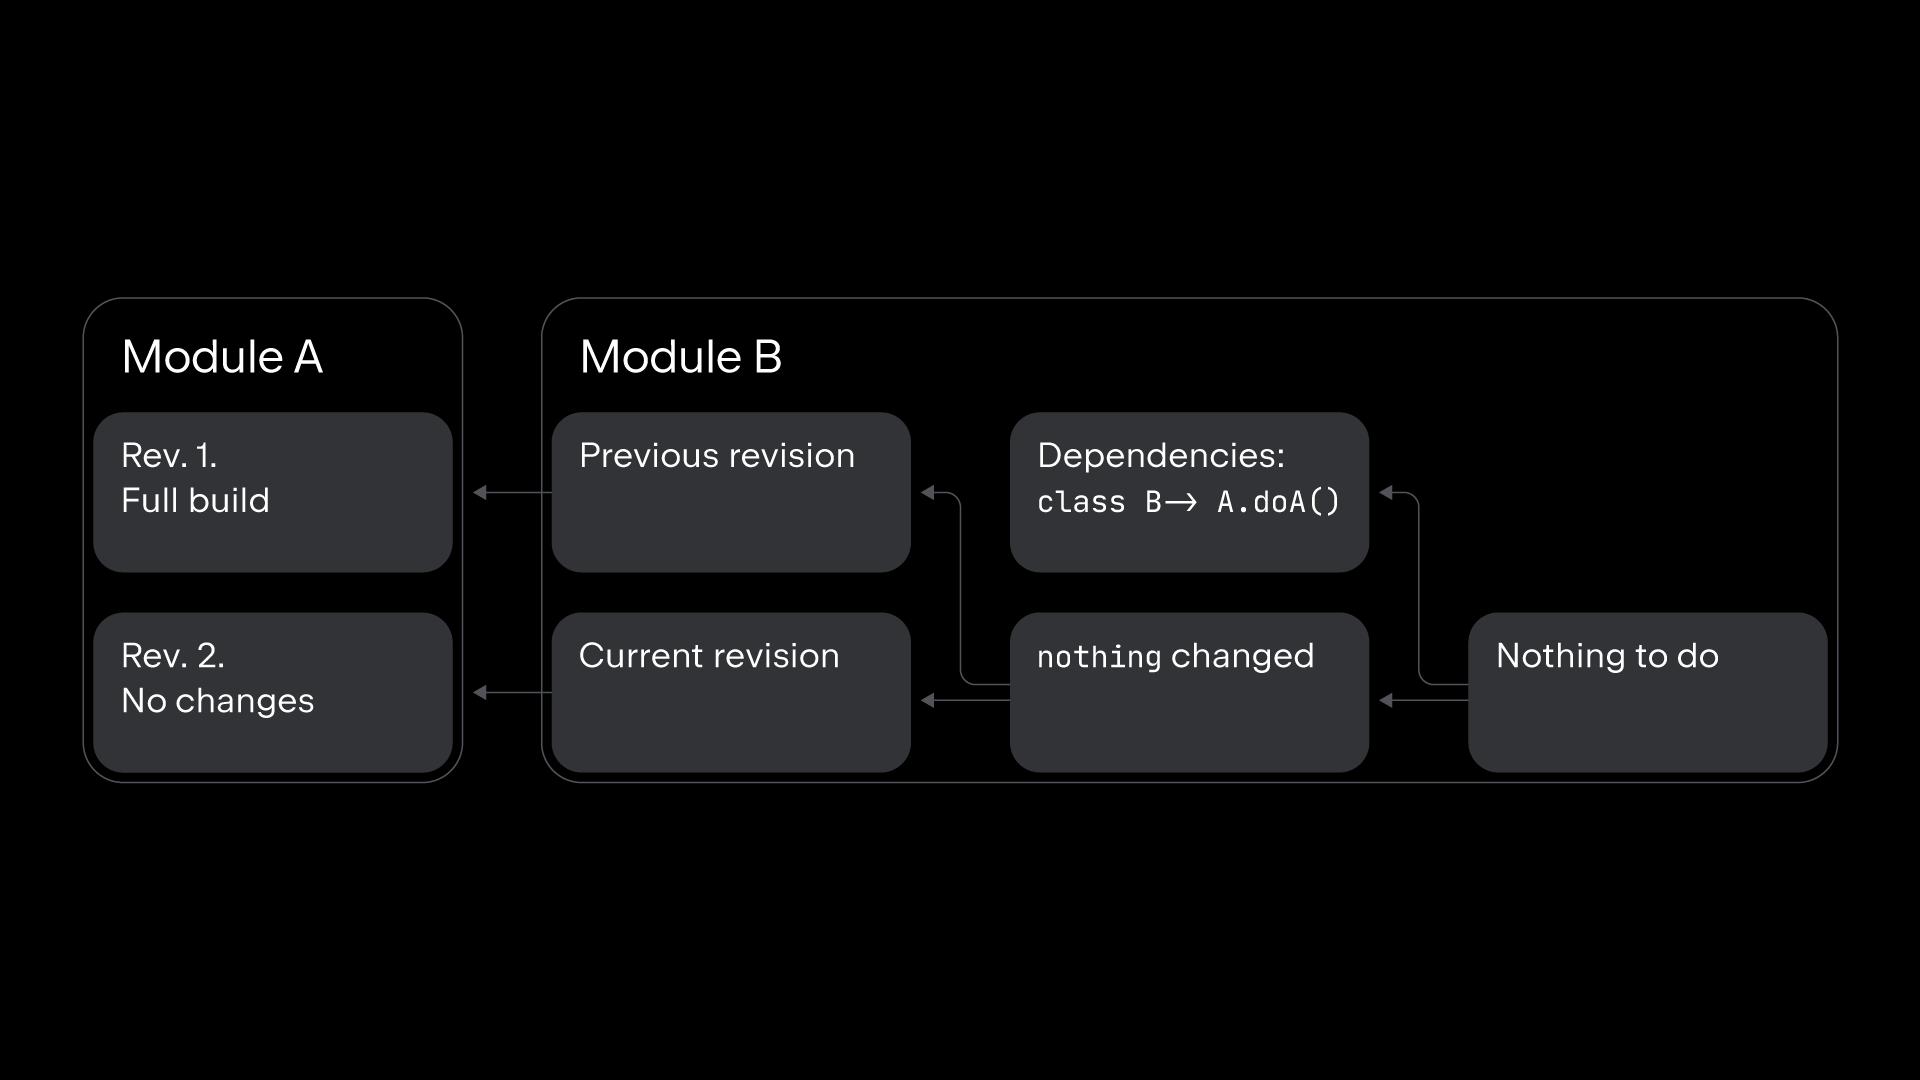 Module A
Rev. 1.
Full build
Rev. 2.
No changes
Module B
Previous revision
Dependencies:
class B→ A.doA()
Current revision
nothing changed
Nothing to do